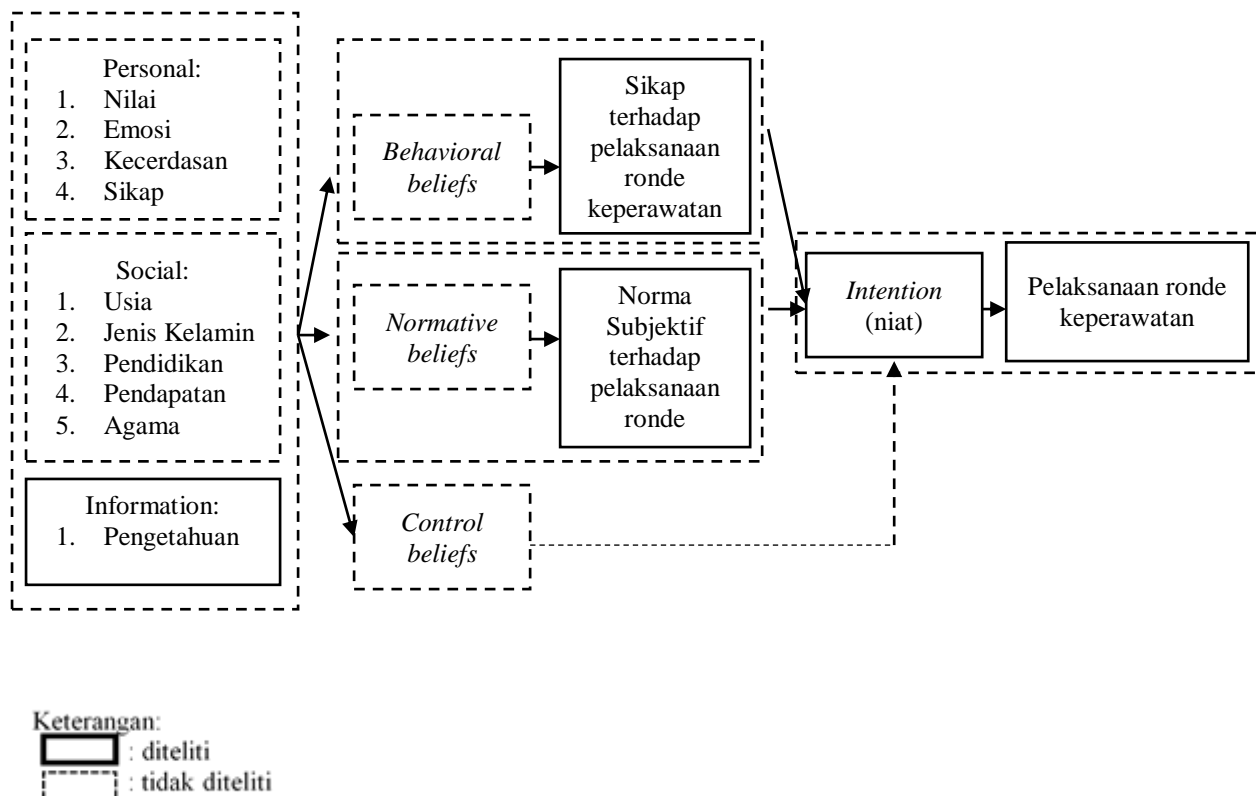 Personal:
1. Nilai
2. Emosi
3. Kecerdasan
4. Sikap
Social:
1. Usia
2. Jenis Kelamin
3. Pendidikan
4. Pendapatan
5. Agama
Information:
1. Pengetahuan
Behavioral
beliefs
Sikap
terhadap
pelaksanaan
ronde
keperawatan
Normative
beliefs
Norma
Subjektif
terhadap
pelaksanaan
ronde
Control
beliefs
Intention
(niat)
Pelaksanaan ronde
keperawatan
Keterangan:
: diteliti
: tidak diteliti